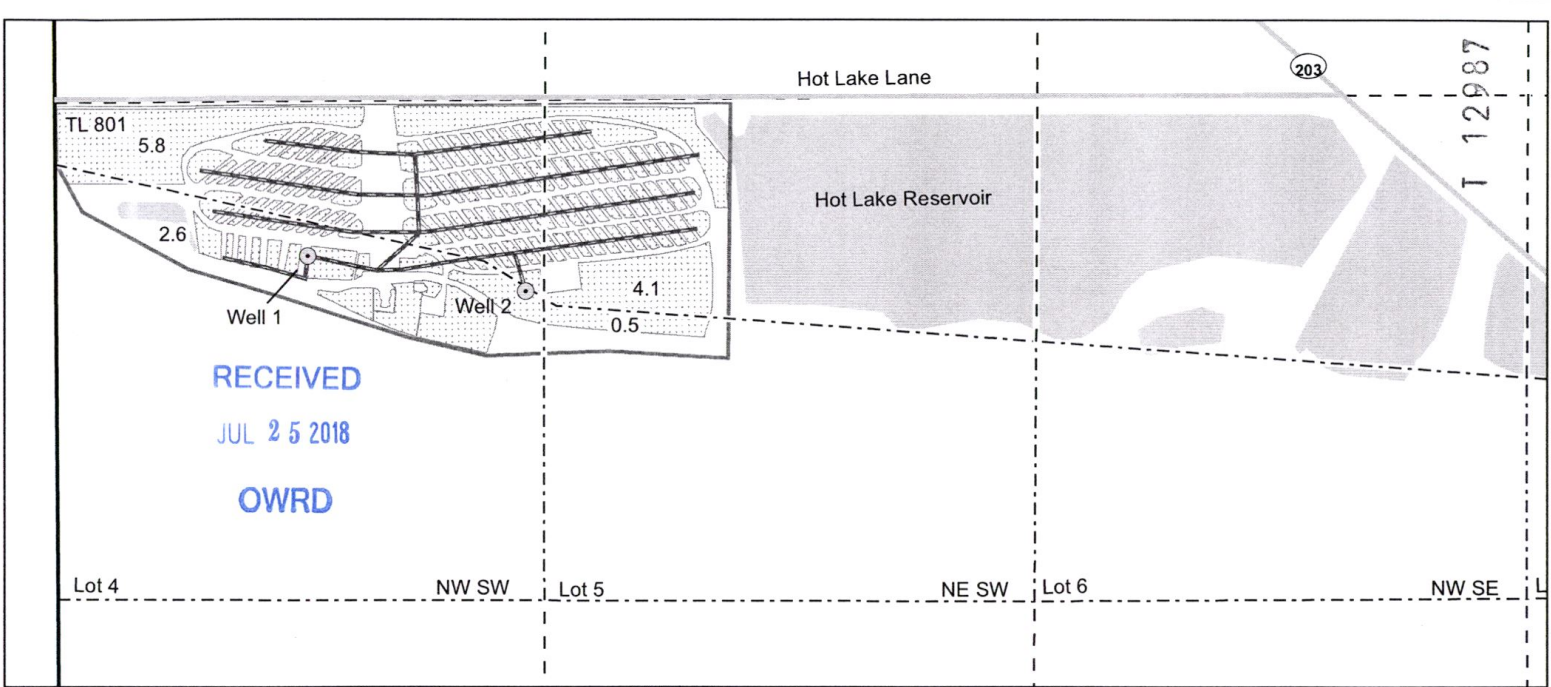 Hot Lake Lane
203
T 12987
TL 801
5.8
Hot Lake Reservoir
2.6
4.1
Well 1
Well 2
0.5
RECEIVED
JUL 25 2018
OWRD
Lot 4
NW SW
Lot 5
NE SW
Lot 6
NW SE
L